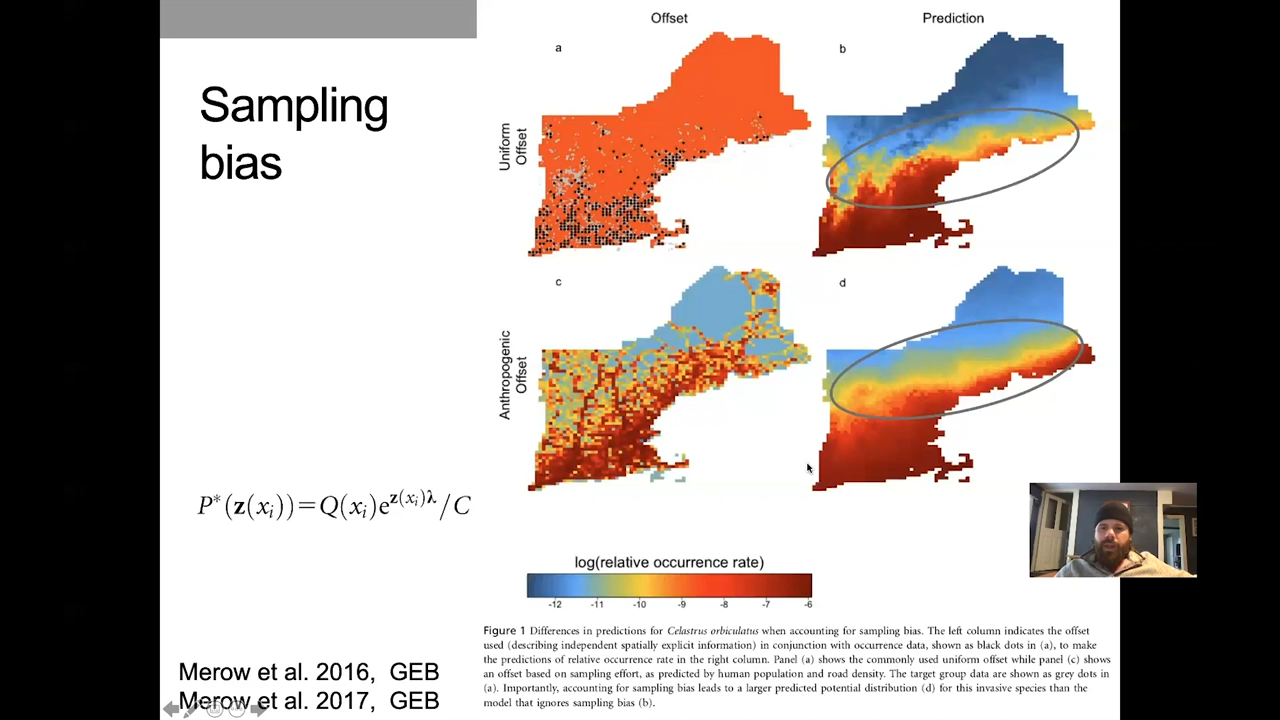 Sampling
bias
Offset
Prediction
a
b
Uniform
Offset
c
d
Anthropogenic
Offset
P*(z(xᵢ))=Q(xᵢ)e^z(xᵢ)λ/C
log(relative occurrence rate)
-12 -11 -10 -9 -8 -7 -6
Figure 1 Differences in predictions for Celastrus orbiculatus when accounting for sampling bias. The left column indicates the offset
used (describing independent spatially explicit information) in conjunction with occurrence data, shown as black dots in (a), to make
the predictions of relative occurrence rate in the right column. Panel (a) shows the commonly used uniform offset while panel (c) shows
an offset based on sampling effort, as predicted by human population and road density. The target group data are shown as grey dots in
(a). Importantly, accounting for sampling bias leads to a larger predicted potential distribution (d) for this invasive species than the
model that ignores sampling bias (b).
Merow et al. 2016, GEB
Merow et al. 2017, GEB